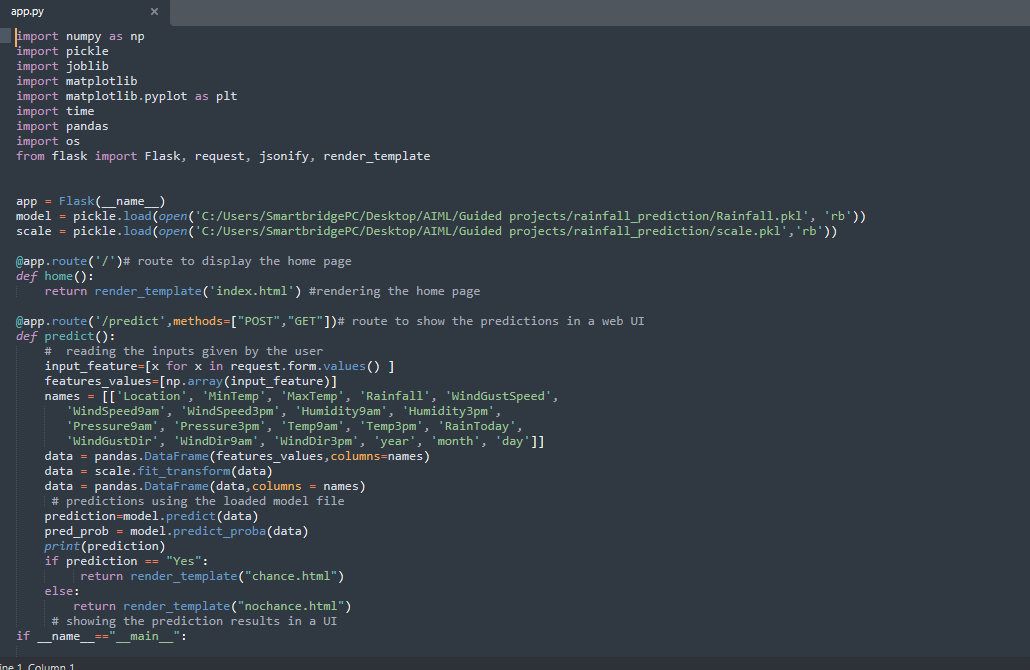 app.py ×
import numpy as np
import pickle
import joblib
import matplotlib
import matplotlib.pyplot as plt
import time
import pandas
import os
from flask import Flask, request, jsonify, render_template
app = Flask(__name__)
model = pickle.load(open('C:/Users/SmartbridgePC/Desktop/AIML/Guided projects/rainfall_prediction/Rainfall.pkl', 'rb'))
scale = pickle.load(open('C:/Users/SmartbridgePC/Desktop/AIML/Guided projects/rainfall_prediction/scale.pkl','rb'))
@app.route('/')# route to display the home page
def home():
    return render_template('index.html') #rendering the home page
@app.route('/predict',methods=["POST","GET"])# route to show the predictions in a web UI
def predict():
    #  reading the inputs given by the user
    input_feature=[x for x in request.form.values() ]
    features_values=[np.array(input_feature)]
    names = [['Location', 'MinTemp', 'MaxTemp', 'Rainfall', 'WindGustSpeed',
       'WindSpeed9am', 'WindSpeed3pm', 'Humidity9am', 'Humidity3pm',
       'Pressure9am', 'Pressure3pm', 'Temp9am', 'Temp3pm', 'RainToday',
       'WindGustDir', 'WindDir9am', 'WindDir3pm', 'year', 'month', 'day']]
    data = pandas.DataFrame(features_values,columns=names)
    data = scale.fit_transform(data)
    data = pandas.DataFrame(data,columns = names)
     # predictions using the loaded model file
    prediction=model.predict(data)
    pred_prob = model.predict_proba(data)
    print(prediction)
    if prediction == "Yes":
         return render_template("chance.html")
    else:
        return render_template("nochance.html")
     # showing the prediction results in a UI
if __name__=="__main__":
ine 1, Column 1